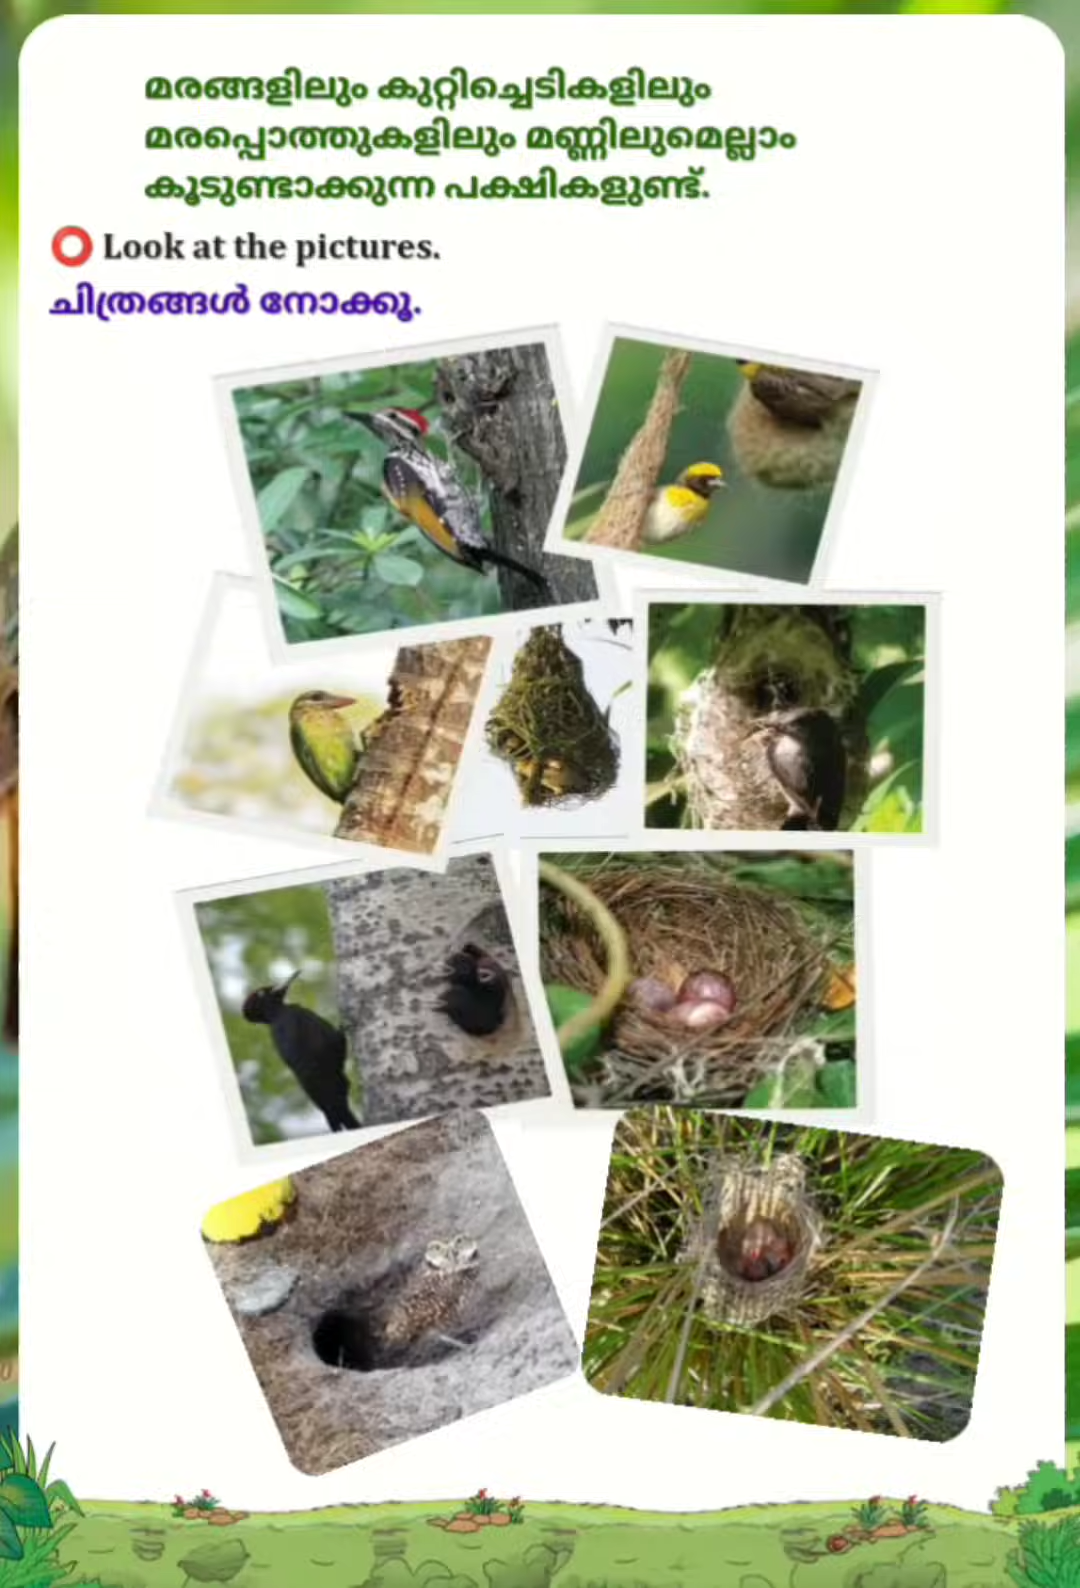 മരങ്ങളിലും കുറ്റിച്ചെടികളിലും
മരപ്പൊത്തുകളിലും മണ്ണിലുമെല്ലാം
കൂടുണ്ടാക്കുന്ന പക്ഷികളുണ്ട്.
Look at the pictures.
ചിത്രങ്ങൾ നോക്കൂ.